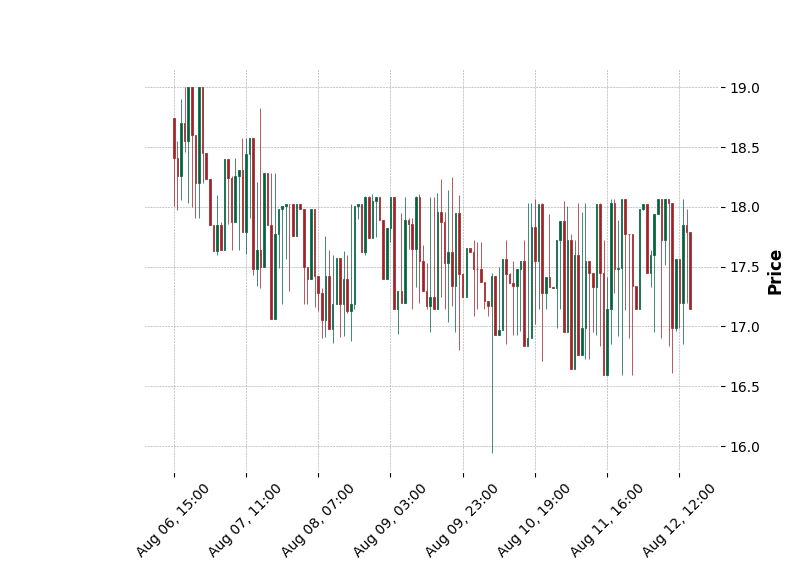 19.0
18.5
18.0
17.5
17.0
16.5
16.0
Price
Aug 06, 15:00
Aug 07, 11:00
Aug 08, 07:00
Aug 09, 03:00
Aug 09, 23:00
Aug 10, 19:00
Aug 11, 16:00
Aug 12, 12:00